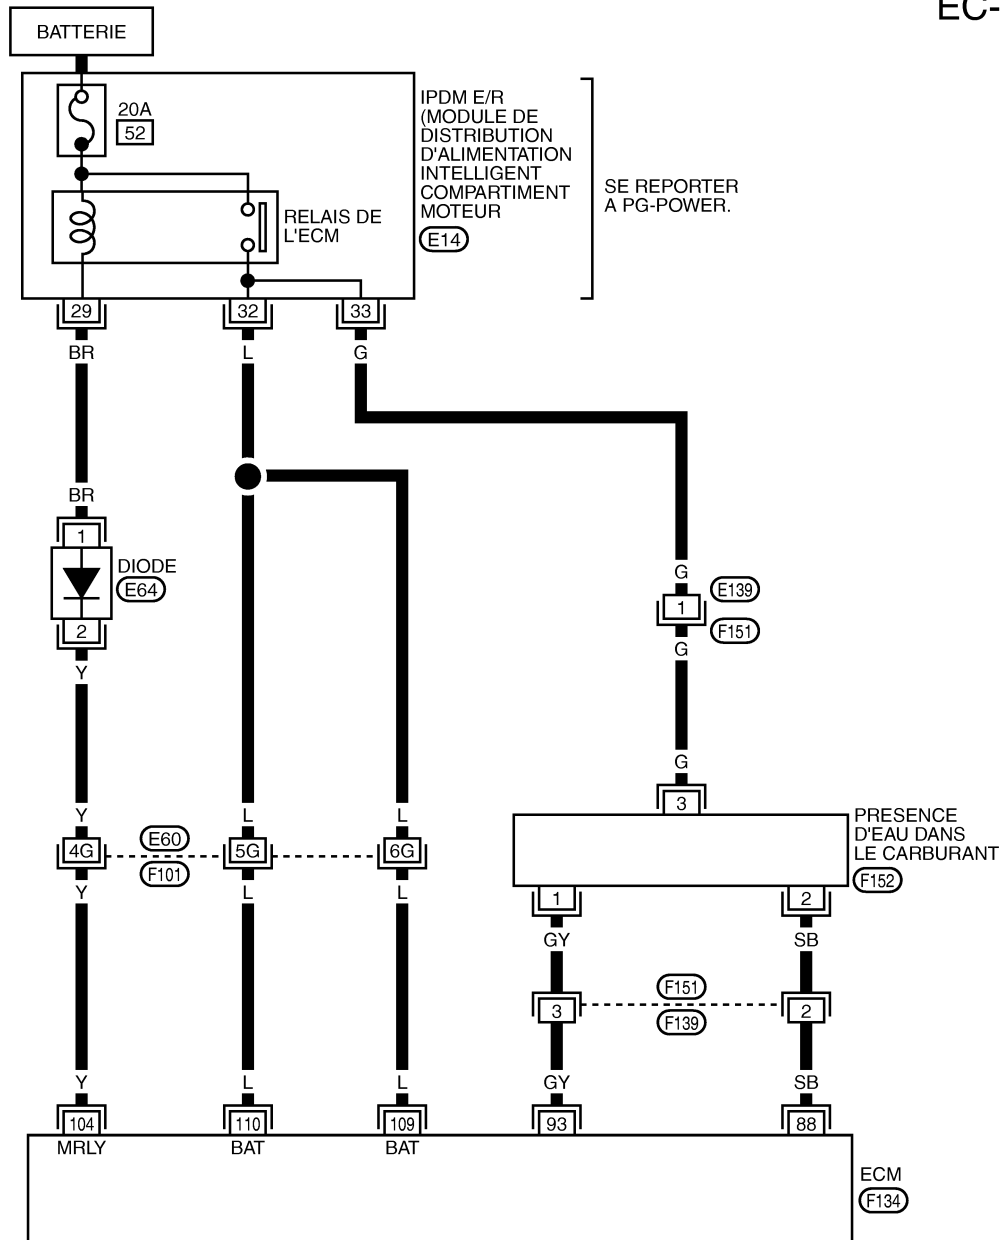 EC-
BATTERIE
20A
52
IPDM E/R
(MODULE DE
DISTRIBUTION
D'ALIMENTATION
INTELLIGENT
COMPARTIMENT
MOTEUR
E14
SE REPORTER
A PG-POWER.
RELAIS DE
L'ECM
29
32
33
BR
L
G
BR
1
DIODE
E64
2
Y
G
1
E139
F151
G
G
3
Y
L
L
4G
E60
F101
5G
6G
Y
L
L
PRESENCE
D'EAU DANS
LE CARBURANT
F152
1
2
GY
SB
3
F151
F139
2
Y
L
L
GY
SB
104
110
109
93
88
MRLY
BAT
BAT
ECM
F134